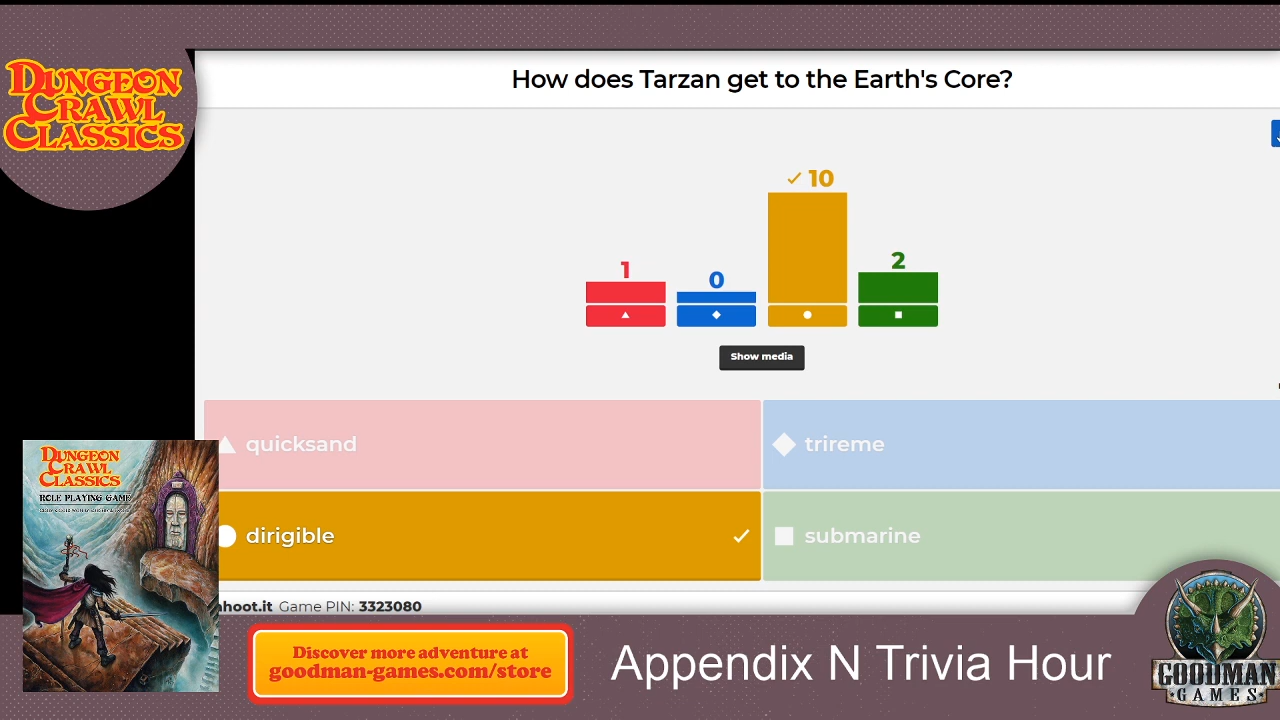 DUNGEON
CRAWL
CLASSICS
How does Tarzan get to the Earth's Core?
1
0
10
2
Show media
quicksand
trireme
dirigible
submarine
DUNGEON
CRAWL
CLASSICS
ROLE PLAYING GAME
hoot.it Game PIN: 3323080
Discover more adventure at
goodman-games.com/store
Appendix N Trivia Hour
GOODMAN
GAMES